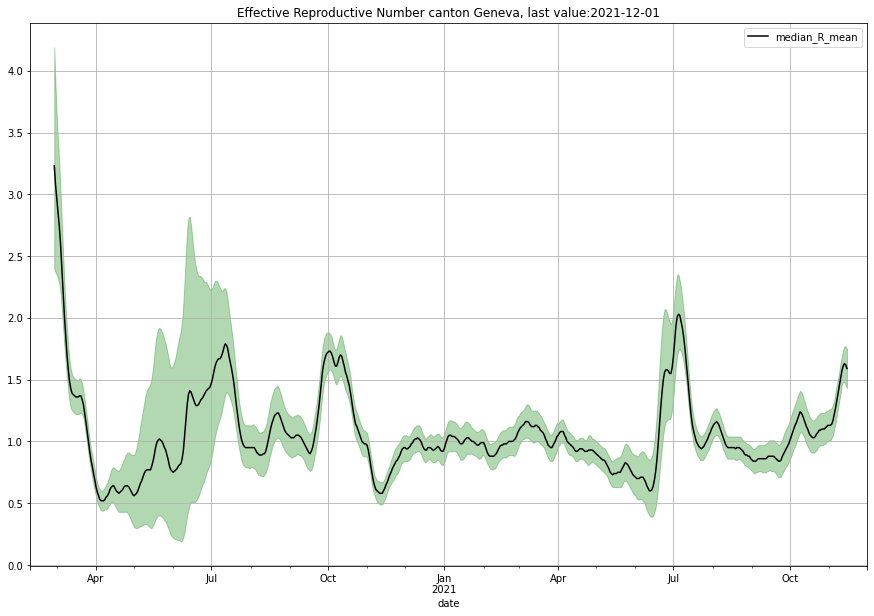 Effective Reproductive Number canton Geneva, last value:2021-12-01
median_R_mean
4.0
3.5
3.0
2.5
2.0
1.5
1.0
0.5
0.0
Apr Jul Oct Jan Apr Jul Oct
2021
date